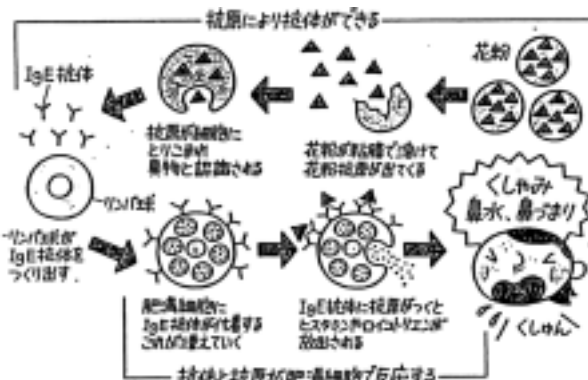 抗原により抗体ができる
IgE抗体
花粉
抗原が細胞に
とりこまれ
異物と認識される
花粉が粘膜で溶けて
花粉抗原が出てくる
リンパ球
リンパ球が
IgE抗体を
つくり出す
肥満細胞に
IgE抗体が付着する
これが増えていく
IgE抗体に抗原がつくと
ヒスタミンやロイコトリエンが
放出される
くしゃみ
鼻水、鼻づまり
くしゅん
抗体と抗原が肥満細胞で反応する